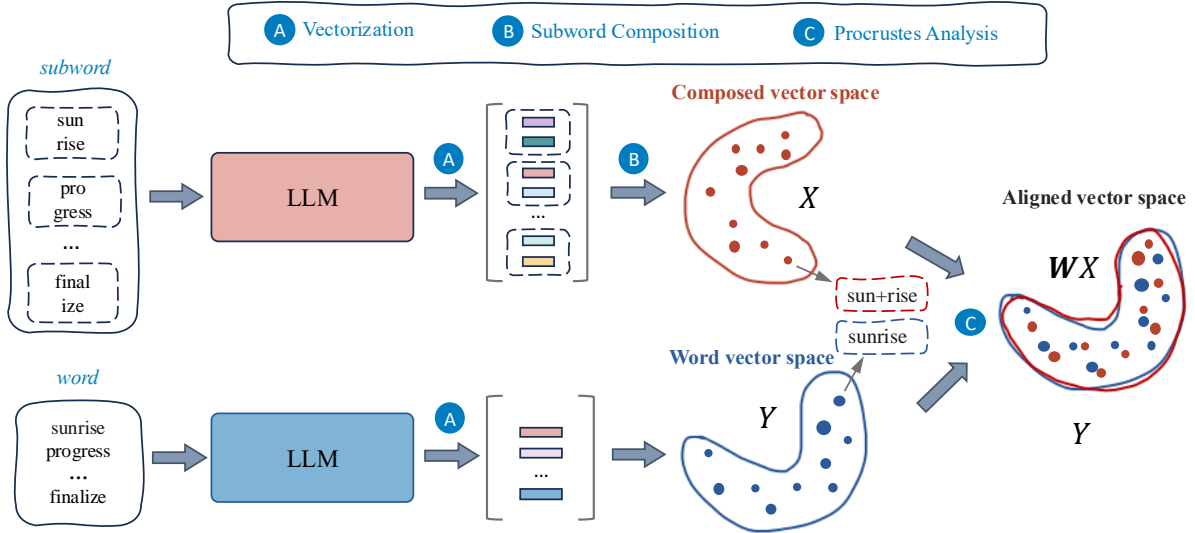 A Vectorization
B Subword Composition
C Procrustes Analysis
subword
sun
rise
pro
gress
...
final
ize
LLM
A
...
B
Composed vector space
X
sun+rise
sunrise
C
Aligned vector space
WX
Y
word
sunrise
progress
...
finalize
LLM
A
...
Word vector space
Y